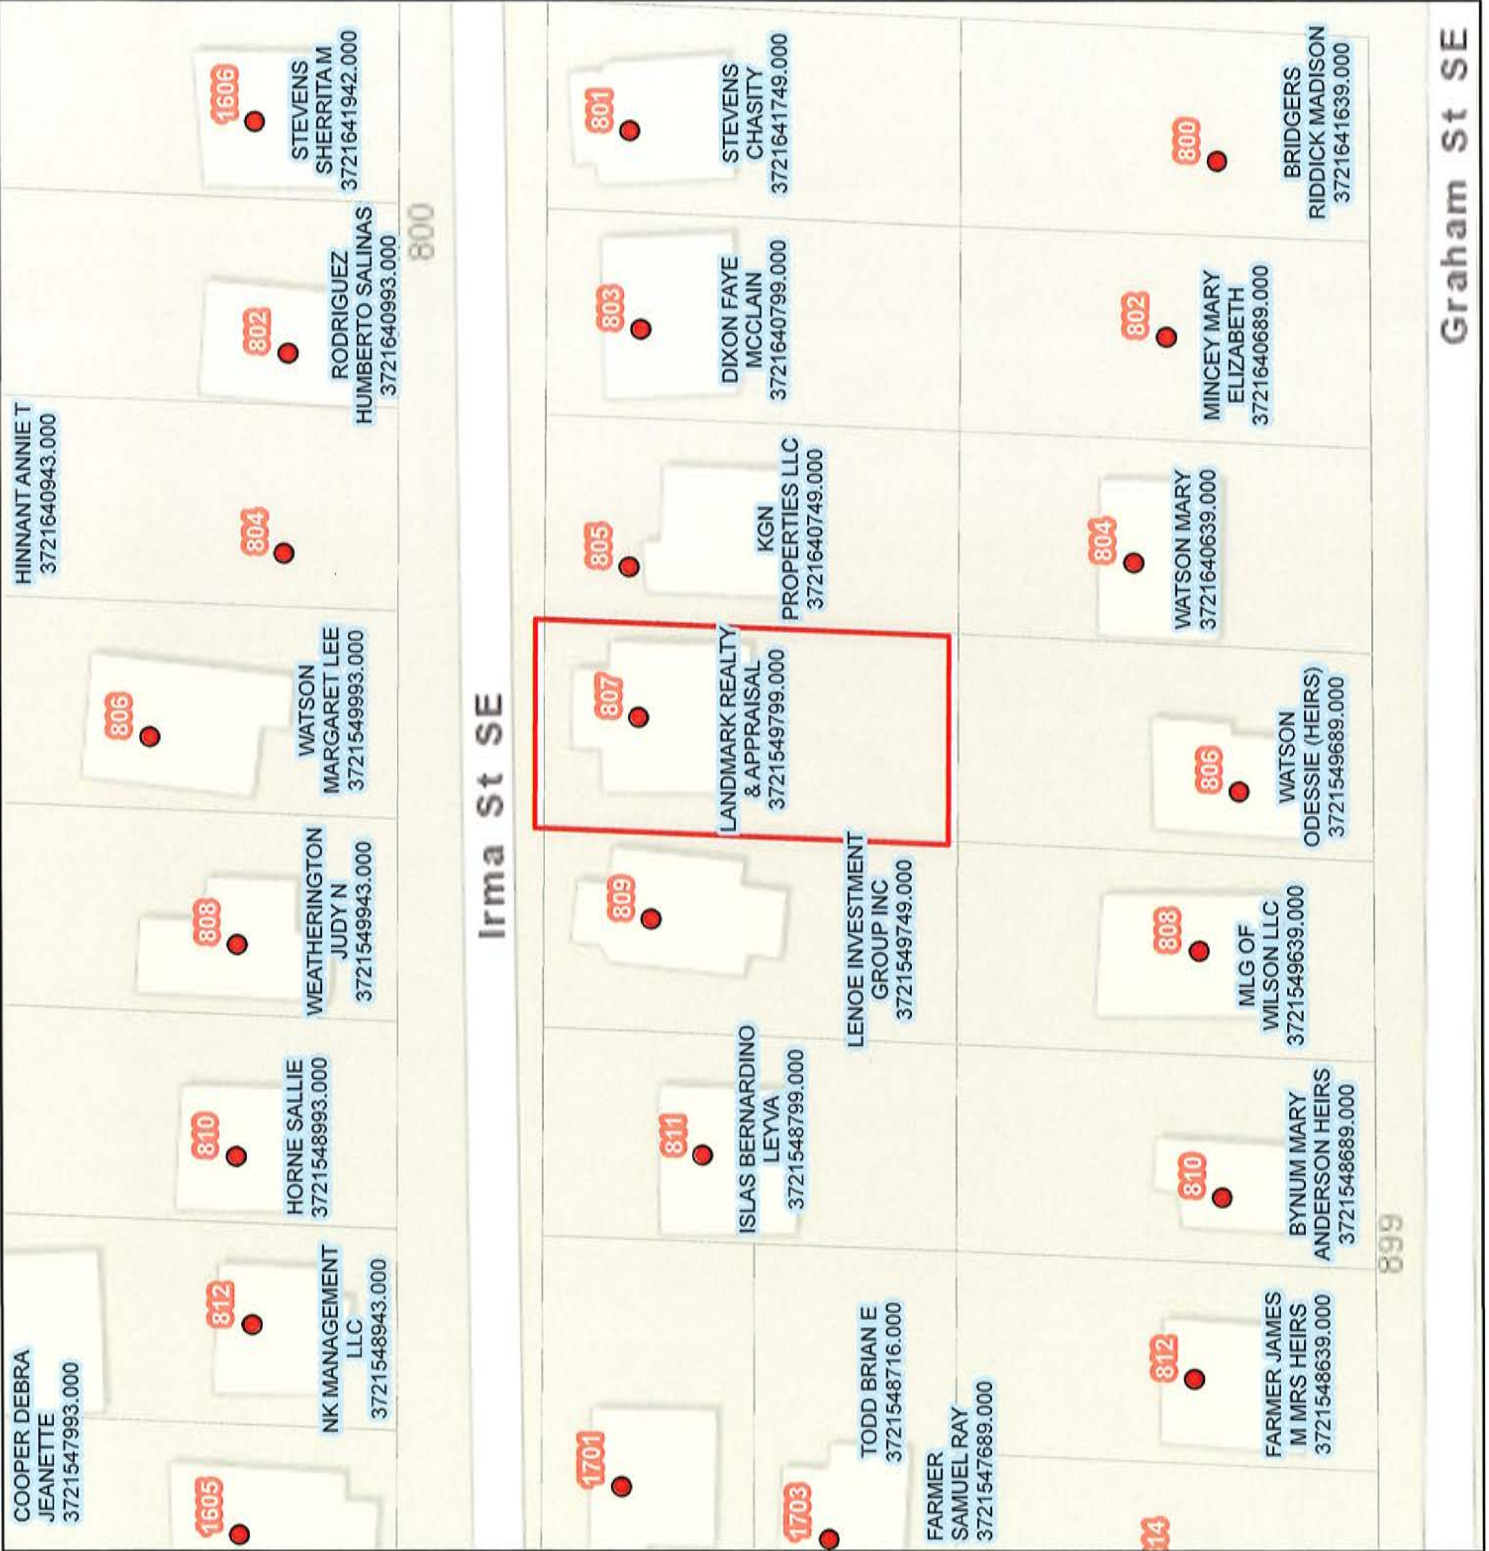 HINNANT ANNIE T
3721640943.000
COOPER DEBRA
JEANETTE
3721547993.000
1605
812
NK MANAGEMENT
LLC
3721548943.000
810
HORNE SALLIE
3721548993.000
808
WEATHERINGTON
JUDY N
3721549943.000
806
WATSON
MARGARET LEE
3721549993.000
804
802
RODRIGUEZ
HUMBERTO SALINAS
3721640993.000
1606
STEVENS
SHERRITA M
3721641942.000
800
Irma St SE
1701
1703
TODD BRIAN E
3721548716.000
FARMER
SAMUEL RAY
3721547689.000
811
ISLAS BERNARDINO
LEYVA
3721548799.000
809
LENOE INVESTMENT
GROUP INC
3721549749.000
807
LANDMARK REALTY
& APPRAISAL
3721549799.000
805
KGN
PROPERTIES LLC
3721640749.000
803
DIXON FAYE
MCCLAIN
3721640799.000
801
STEVENS
CHASITY
3721641749.000
812
FARMER JAMES
M MRS HEIRS
3721548639.000
810
BYNUM MARY
ANDERSON HEIRS
3721548689.000
808
MLG OF
WILSON LLC
3721549639.000
806
WATSON
ODESSIE (HEIRS)
3721549689.000
804
WATSON MARY
3721640639.000
802
MINCEY MARY
ELIZABETH
3721640689.000
800
BRIDGERS
RIDDICK MADISON
3721641639.000
899
Graham St SE